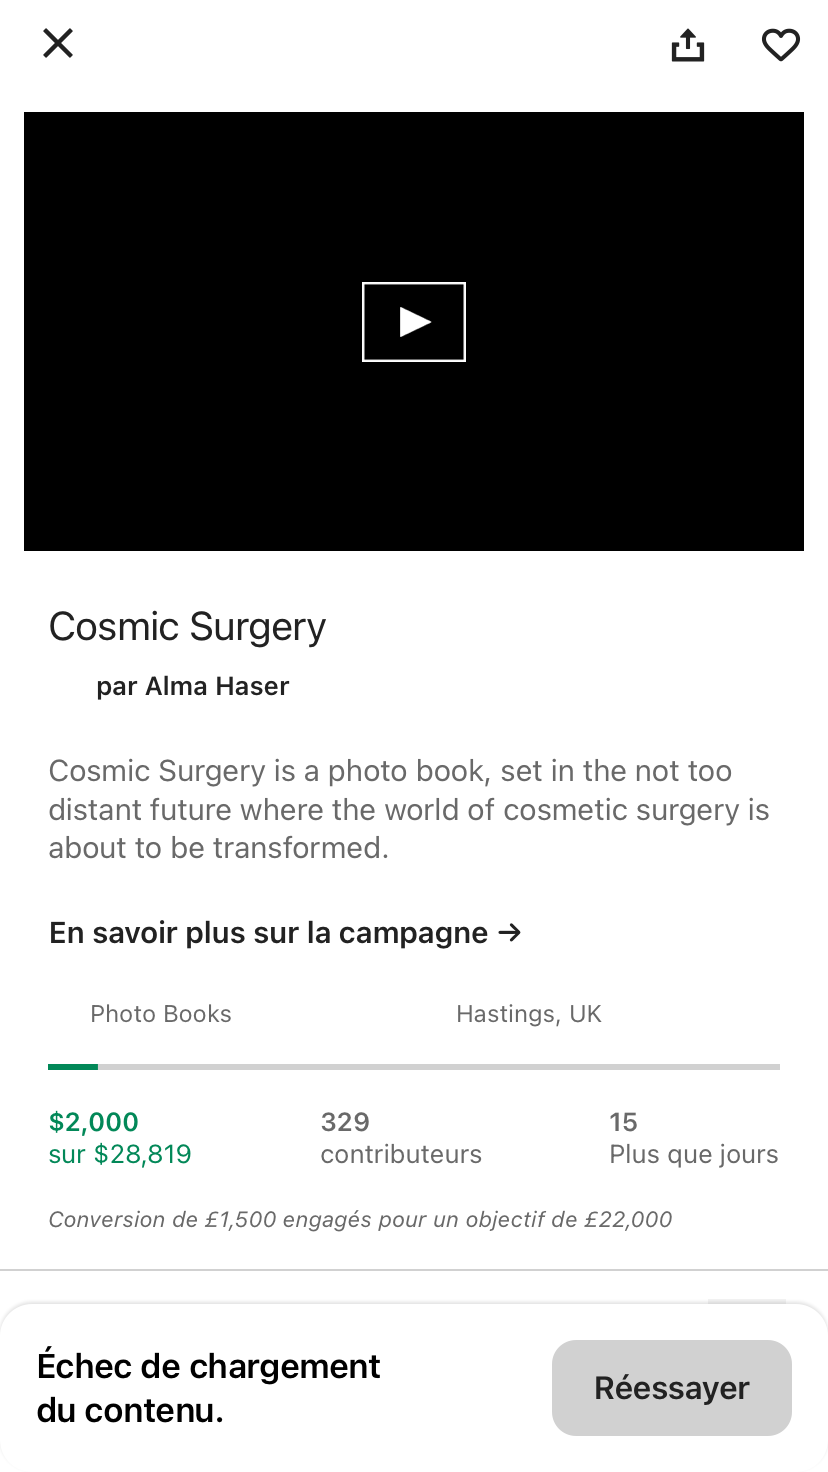 Cosmic Surgery
par Alma Haser
Cosmic Surgery is a photo book, set in the not too
distant future where the world of cosmetic surgery is
about to be transformed.
En savoir plus sur la campagne →
Photo Books
Hastings, UK
$2,000
sur $28,819
329
contributeurs
15
Plus que jours
Conversion de £1,500 engagés pour un objectif de £22,000
Échec de chargement
du contenu.
Réessayer